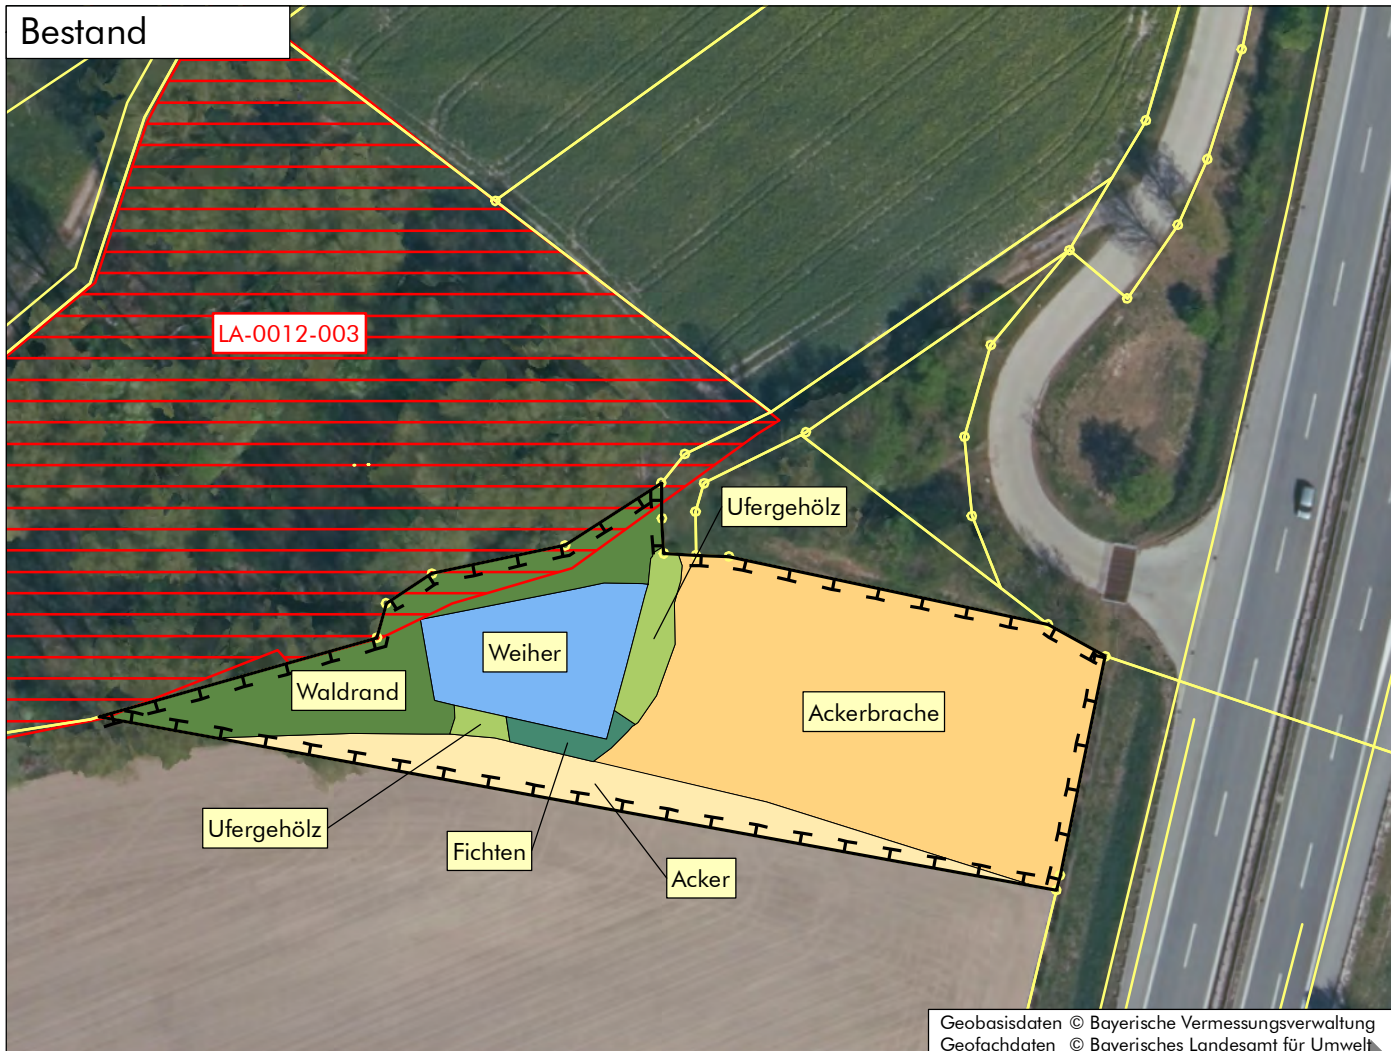 Bestand
LA-0012-003
Ufergehölz
Weiher
Waldrand
Ackerbrache
Ufergehölz
Fichten
Acker
Geobasisdaten © Bayerische Vermessungsverwaltung
Geofachdaten © Bayerisches Landesamt für Umwelt